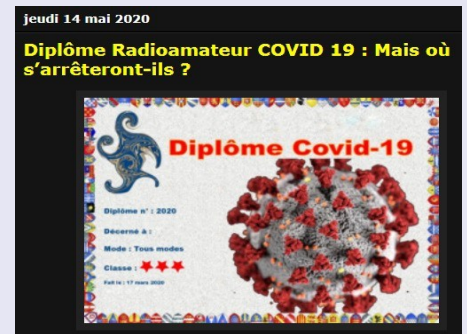 jeudi 14 mai 2020
Diplôme Radioamateur COVID 19 : Mais où
s’arrêteront-ils ?
Diplôme Covid-19
Diplôme n° : 2020
Décerné à :
Mode : Tous modes
Classe :
Fait le : 17 mars 2020